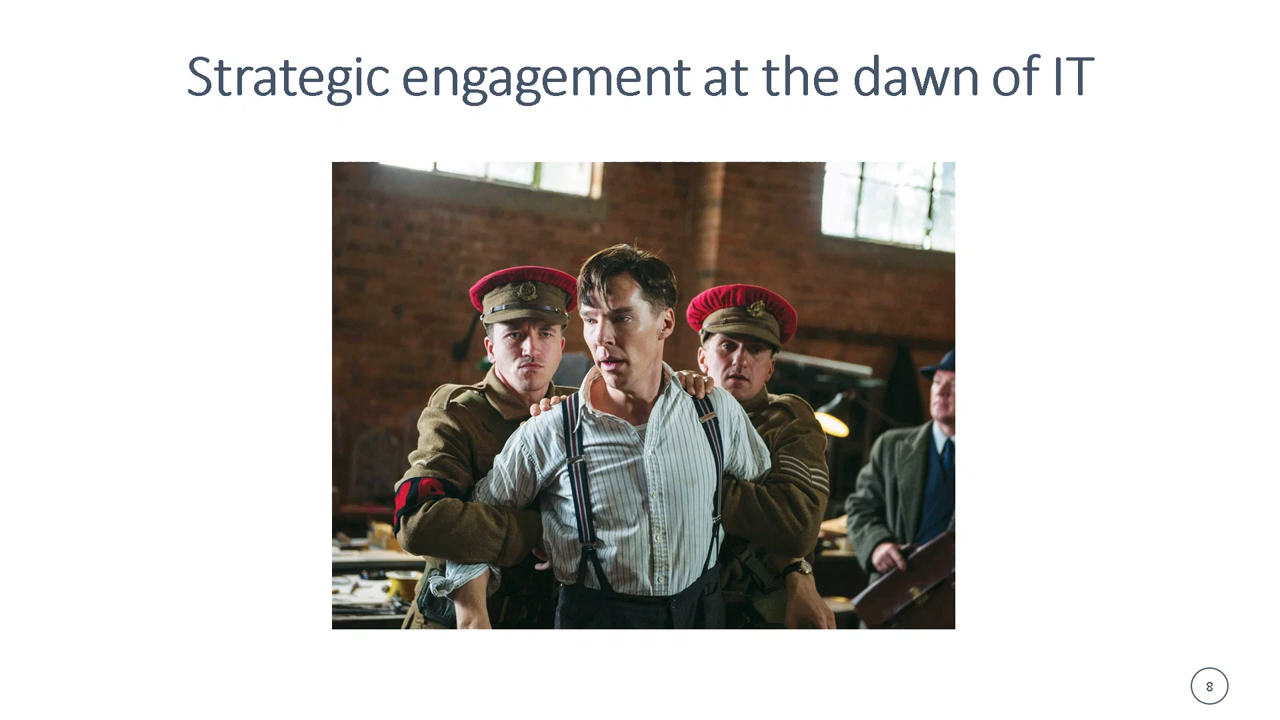 Strategic engagement at the dawn of IT
8